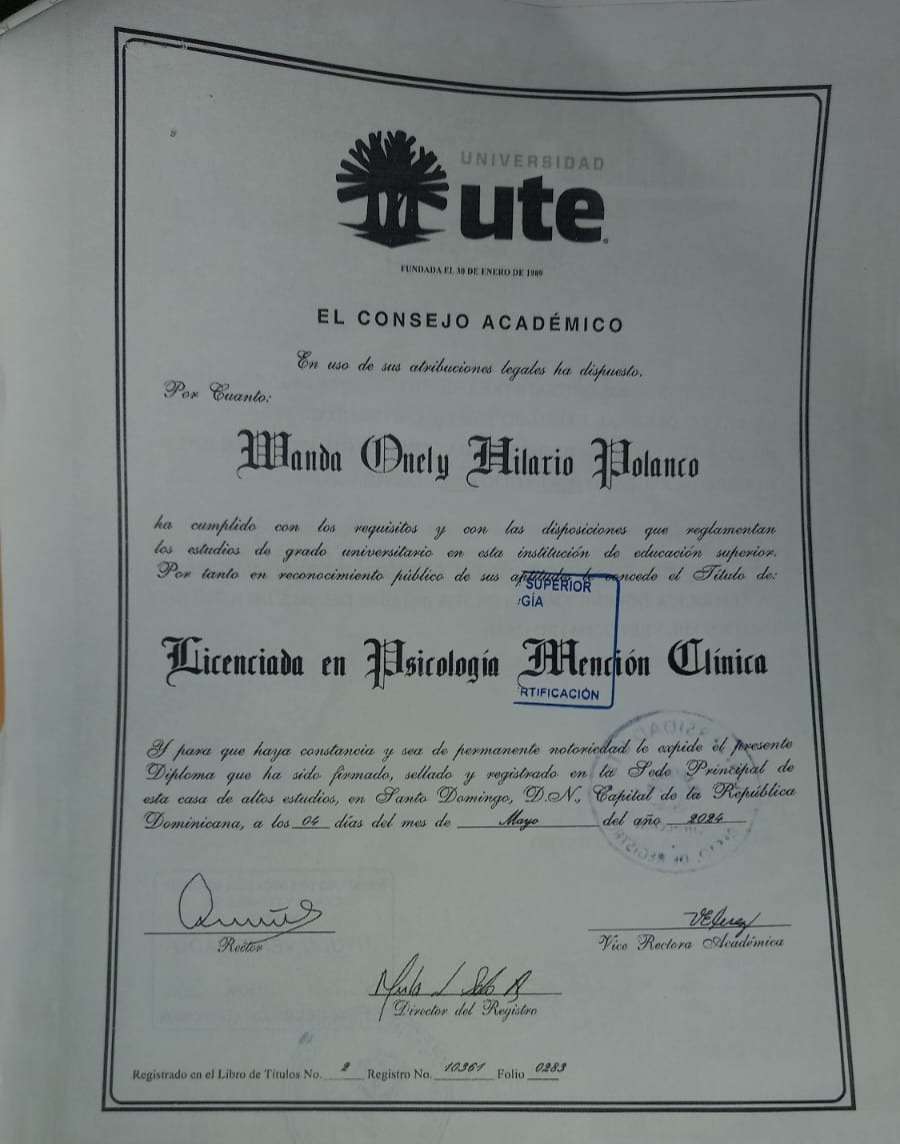 UNIVERSIDAD
ute
FUNDADA EL 30 DE ENERO DE 1989
EL CONSEJO ACADÉMICO
En uso de sus atribuciones legales ha dispuesto.
Por Cuanto:
Wanda Onely Hilario Polanco
ha cumplido con los requisitos y con las disposiciones que reglamentan
los estudios de grado universitario en esta institución de educación superior.
Por tanto en reconocimiento público de sus aptitudes le concede el Título de:
SUPERIOR
GÍA
Licenciada en Psicología Mención Clínica
RTIFICACIÓN
Y para que haya constancia y sea de permanente notoriedad le expide el presente
Diploma que ha sido firmado, sellado y registrado en la Sede Principal de
esta casa de altos estudios, en Santo Domingo, D.N., Capital de la República
Dominicana, a los 04 días del mes de Mayo del año 2024
Rector
Vice Rectora Académica
Director del Registro
Registrado en el Libro de Títulos No. 2 Registro No. 10361 Folio 0283